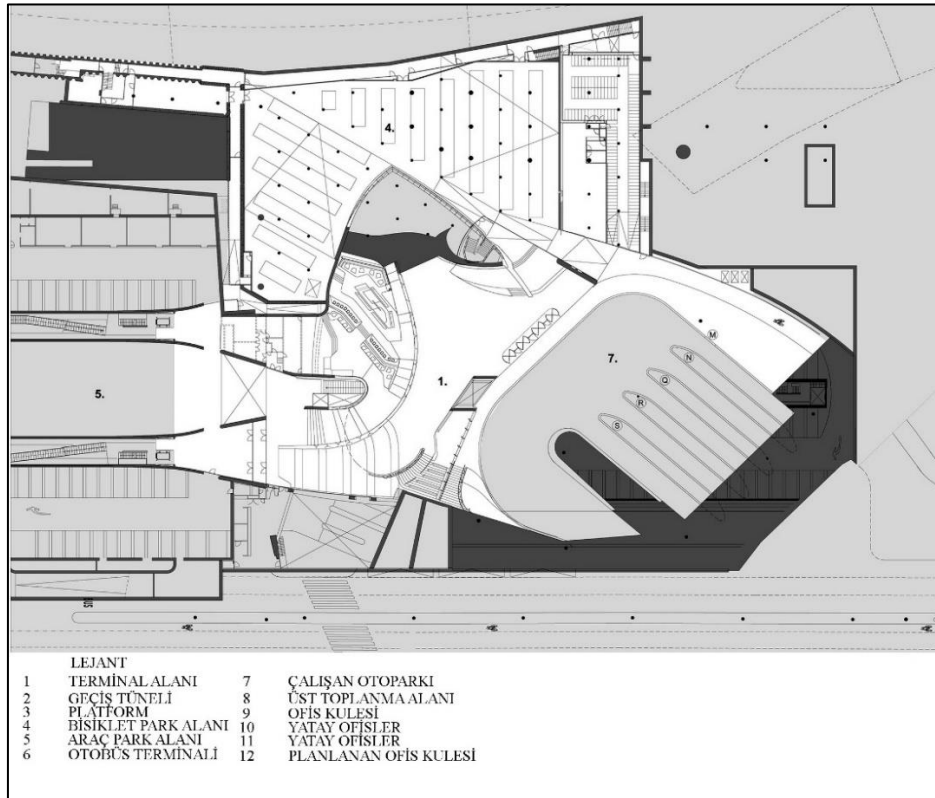 4.
5.
1.
7.
M
N
Q
R
S
BUS
LEJANT
1 TERMİNAL ALANI 7 ÇALIŞAN OTOPARKI
2 GEÇİŞ TÜNELİ 8 ÜST TOPLANMA ALANI
3 PLATFORM 9 OFİS KULESİ
4 BİSİKLET PARK ALANI 10 YATAY OFİSLER
5 ARAÇ PARK ALANI 11 YATAY OFİSLER
6 OTOBÜS TERMİNALİ 12 PLANLANAN OFİS KULESİ